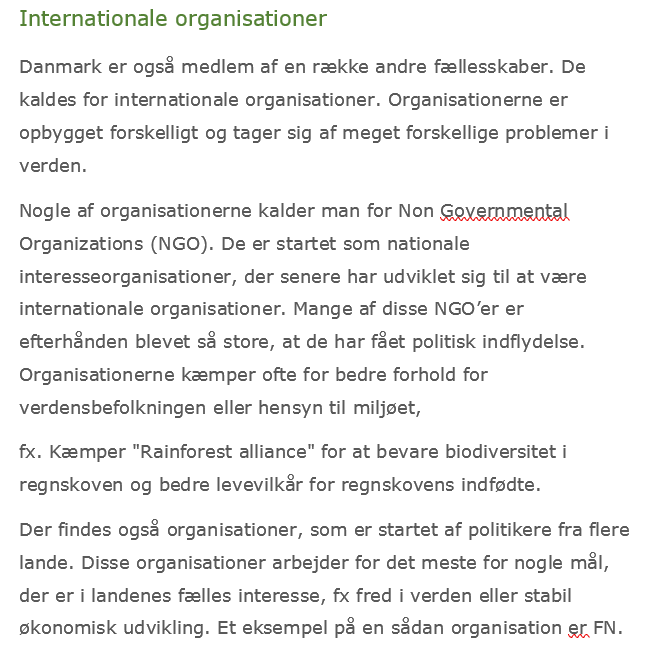 Internationale organisationer
Danmark er også medlem af en række andre fællesskaber. De
kaldes for internationale organisationer. Organisationerne er
opbygget forskelligt og tager sig af meget forskellige problemer i
verden.
Nogle af organisationerne kalder man for Non Governmental
Organizations (NGO). De er startet som nationale
interesseorganisationer, der senere har udviklet sig til at være
internationale organisationer. Mange af disse NGO’er er
efterhånden blevet så store, at de har fået politisk indflydelse.
Organisationerne kæmper ofte for bedre forhold for
verdensbefolkningen eller hensyn til miljøet,
fx. Kæmper "Rainforest alliance" for at bevare biodiversitet i
regnskoven og bedre levevilkår for regnskovens indfødte.
Der findes også organisationer, som er startet af politikere fra flere
lande. Disse organisationer arbejder for det meste for nogle mål,
der er i landenes fælles interesse, fx fred i verden eller stabil
økonomisk udvikling. Et eksempel på en sådan organisation er FN.